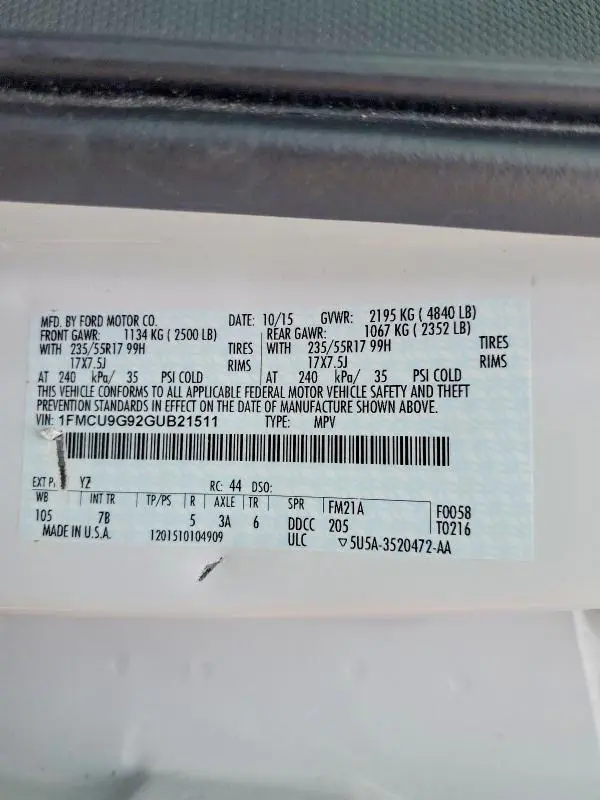 MFD. BY FORD MOTOR CO. DATE: 10/15 GVWR: 2195 KG ( 4840 LB)
FRONT GAWR: 1134 KG ( 2500 LB) REAR GAWR: 1067 KG ( 2352 LB)
WITH 235/55R17 99H TIRES WITH 235/55R17 99H TIRES
17X7.5J RIMS 17X7.5J RIMS
AT 240 kPa/ 35 PSI COLD AT 240 kPa/ 35 PSI COLD
THIS VEHICLE CONFORMS TO ALL APPLICABLE FEDERAL MOTOR VEHICLE SAFETY AND THEFT
PREVENTION STANDARDS IN EFFECT ON THE DATE OF MANUFACTURE SHOWN ABOVE.
VIN: 1FMCU9G92GUB21511 TYPE: MPV
EXT P YZ RC: 44 DSO:
WB INT TR TP/PS R AXLE TR SPR FM21A F0058
105 7B 5 3A 6 DDCC 205 T0216
MADE IN U.S.A. 1201510104909 ULC ▽5U5A-3520472-AA